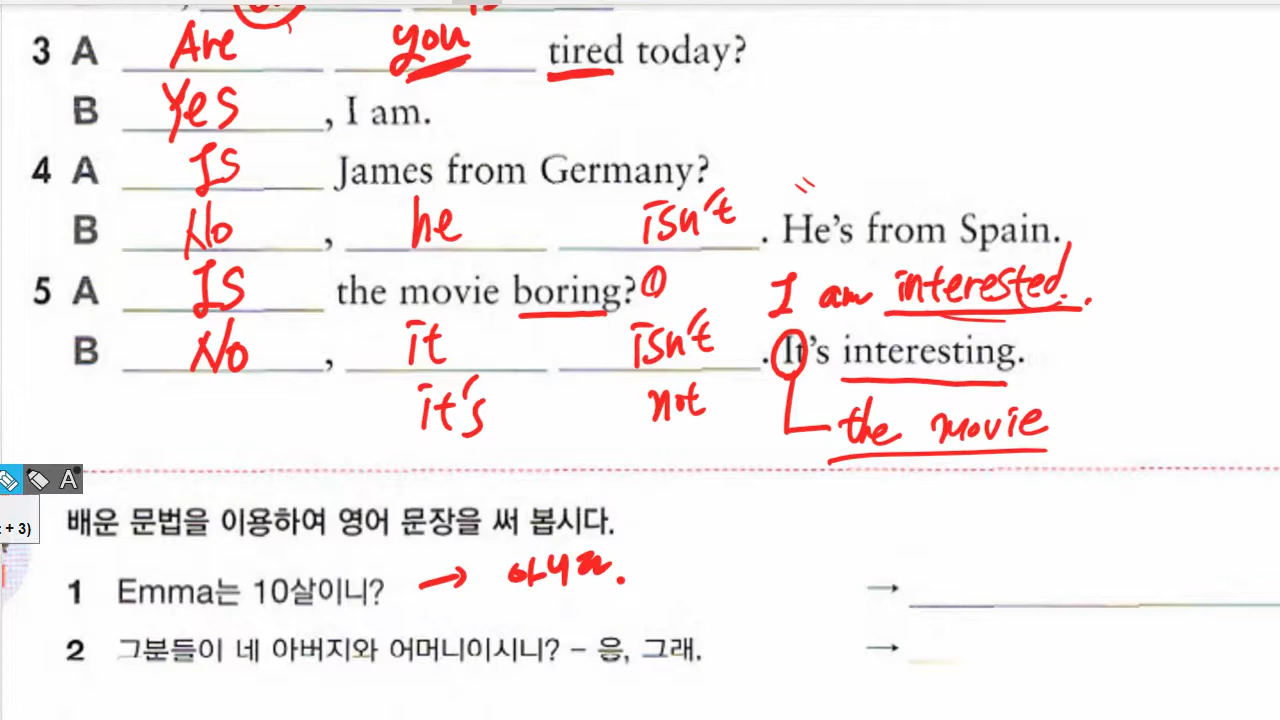 3 A Are you tired today?
B Yes, I am.
4 A Is James from Germany?
B No, he isn't. He's from Spain.
5 A Is the movie boring? ①
I am interested.
B No, it isn't. It's interesting.
it's not
the movie
A
+ 3)
배운 문법을 이용하여 영어 문장을 써 봅시다.
1 Emma는 10살이니? → 아니.  →
2 그분들이 네 아버지와 어머니이시니? – 응, 그래. →